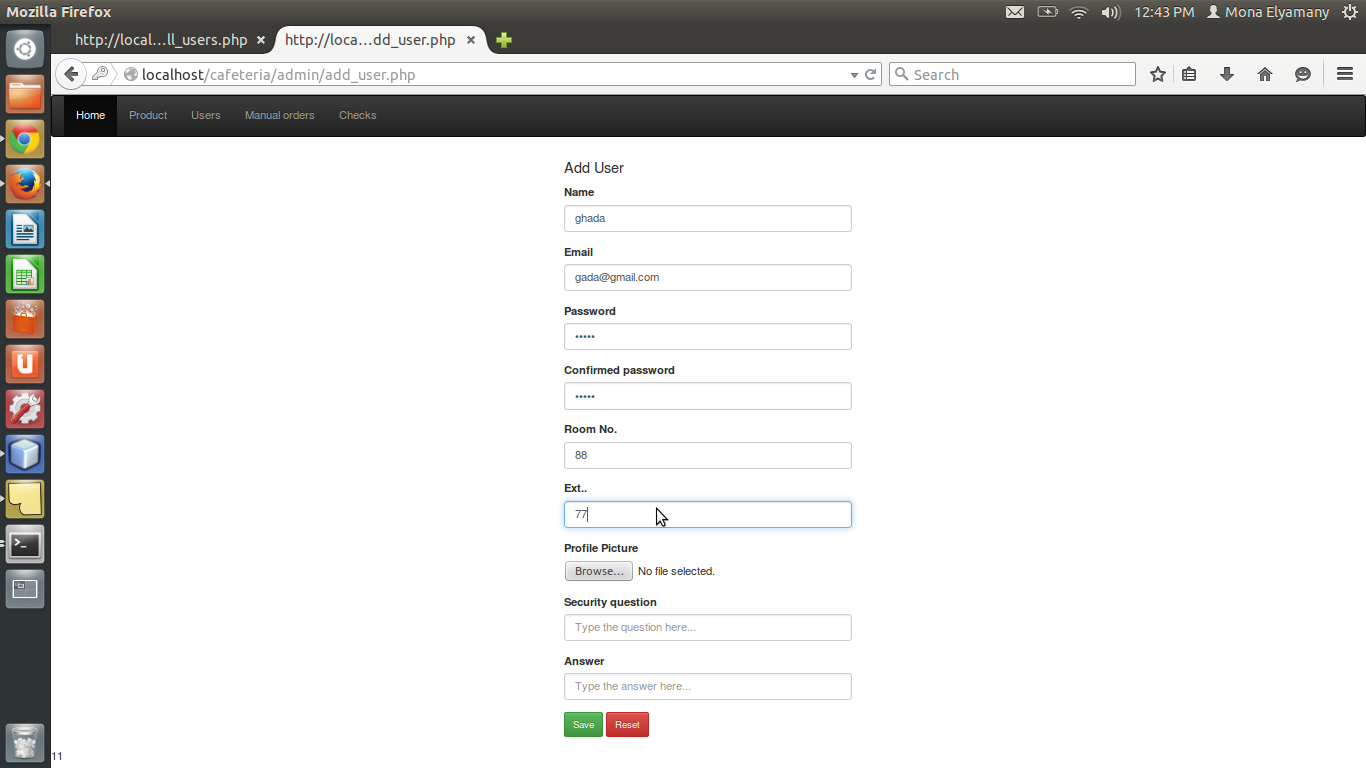 Mozilla Firefox
12:43 PM Mona Elyamany
http://local...ll_users.php http://loca...dd_user.php
localhost/cafeteria/admin/add_user.php Search
Home Product Users Manual orders Checks
Add User
Name
ghada
Email
gada@gmail.com
Password
•••••
Confirmed password
•••••
Room No.
88
Ext..
77
Profile Picture
Browse... No file selected.
Security question
Type the question here...
Answer
Type the answer here...
Save Reset
11